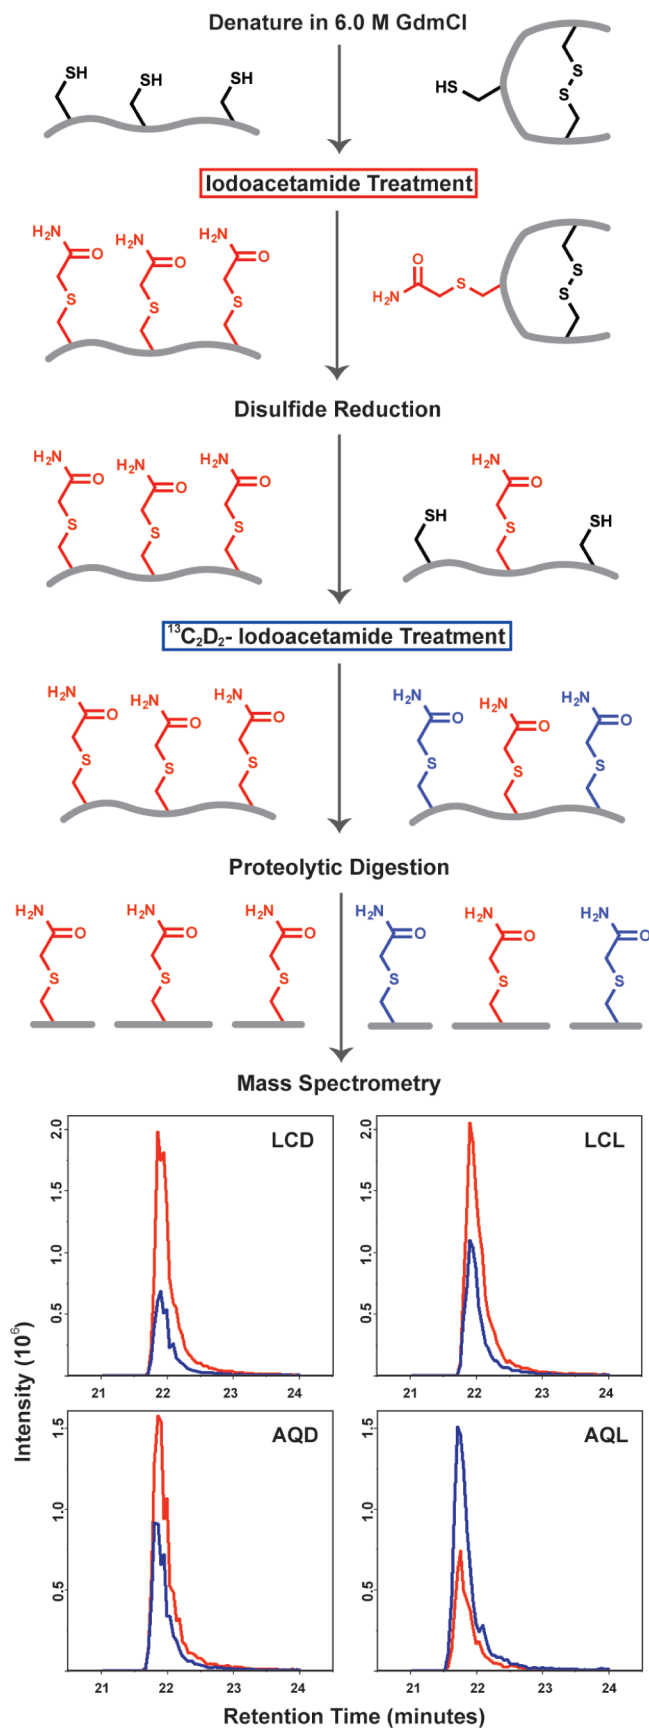 Denature in 6.0 M GdmCl
SH
SH
SH
HS
S
S
Iodoacetamide Treatment
H₂N
O
S
H₂N
O
S
H₂N
O
S
O
H₂N
S
S
S
Disulfide Reduction
H₂N
O
S
H₂N
O
S
H₂N
O
S
SH
H₂N
O
S
SH
¹³C₂D₂- Iodoacetamide Treatment
H₂N
O
S
H₂N
O
S
H₂N
O
S
H₂N
O
S
H₂N
O
S
H₂N
O
S
Proteolytic Digestion
H₂N
O
S
H₂N
O
S
H₂N
O
S
H₂N
O
S
H₂N
O
S
H₂N
O
S
Mass Spectrometry
Intensity (10⁶)
LCD
2.0
1.5
1.0
0.5
21 22 23 24
LCL
2.0
1.5
1.0
0.5
21 22 23 24
AQD
1.5
1.0
0.5
21 22 23 24
AQL
1.5
1.0
0.5
21 22 23 24
Retention Time (minutes)